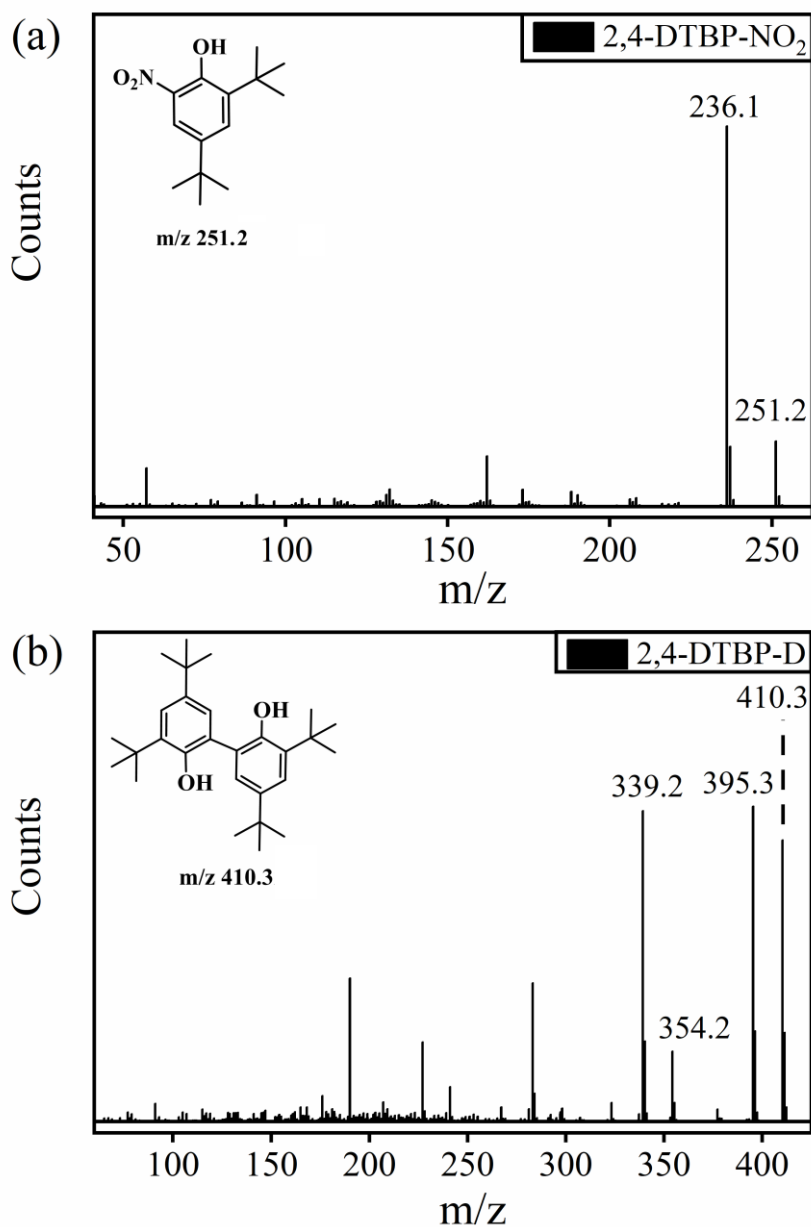 (a)
2,4-DTBP-NO₂
OH
O₂N
236.1
m/z 251.2
251.2
Counts
50 100 150 200 250
m/z
(b)
2,4-DTBP-D
410.3
OH
OH
339.2
395.3
m/z 410.3
354.2
Counts
100 150 200 250 300 350 400
m/z